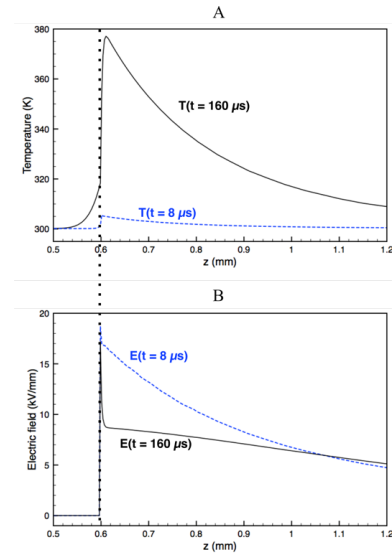 A
380
360
340
320
300
Temperature (K)
T(t = 160 µs)
T(t = 8 µs)
0.5 0.6 0.7 0.8 0.9 1 1.1 1.2
z (mm)
B
20
15
10
5
0
Electric field (kV/mm)
E(t = 8 µs)
E(t = 160 µs)
0.5 0.6 0.7 0.8 0.9 1 1.1 1.2
z (mm)